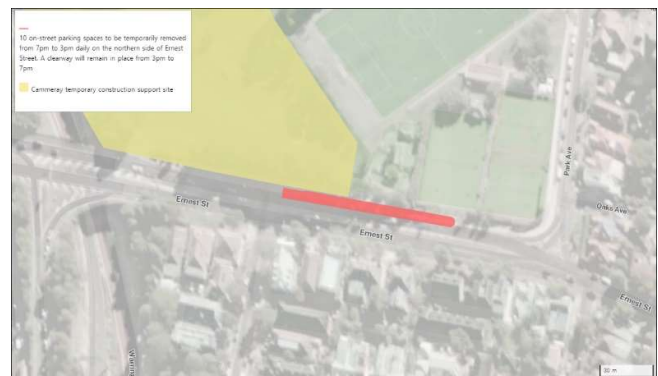 10 on-street parking spaces to be temporarily removed
from 7pm to 3pm daily on the northern side of Ernest
Street. A clearway will remain in place from 3pm to
7pm.
Cammeray temporary construction support site
Park Ave
Oaks Ave
Ernest St
Ernest St
Ernest St